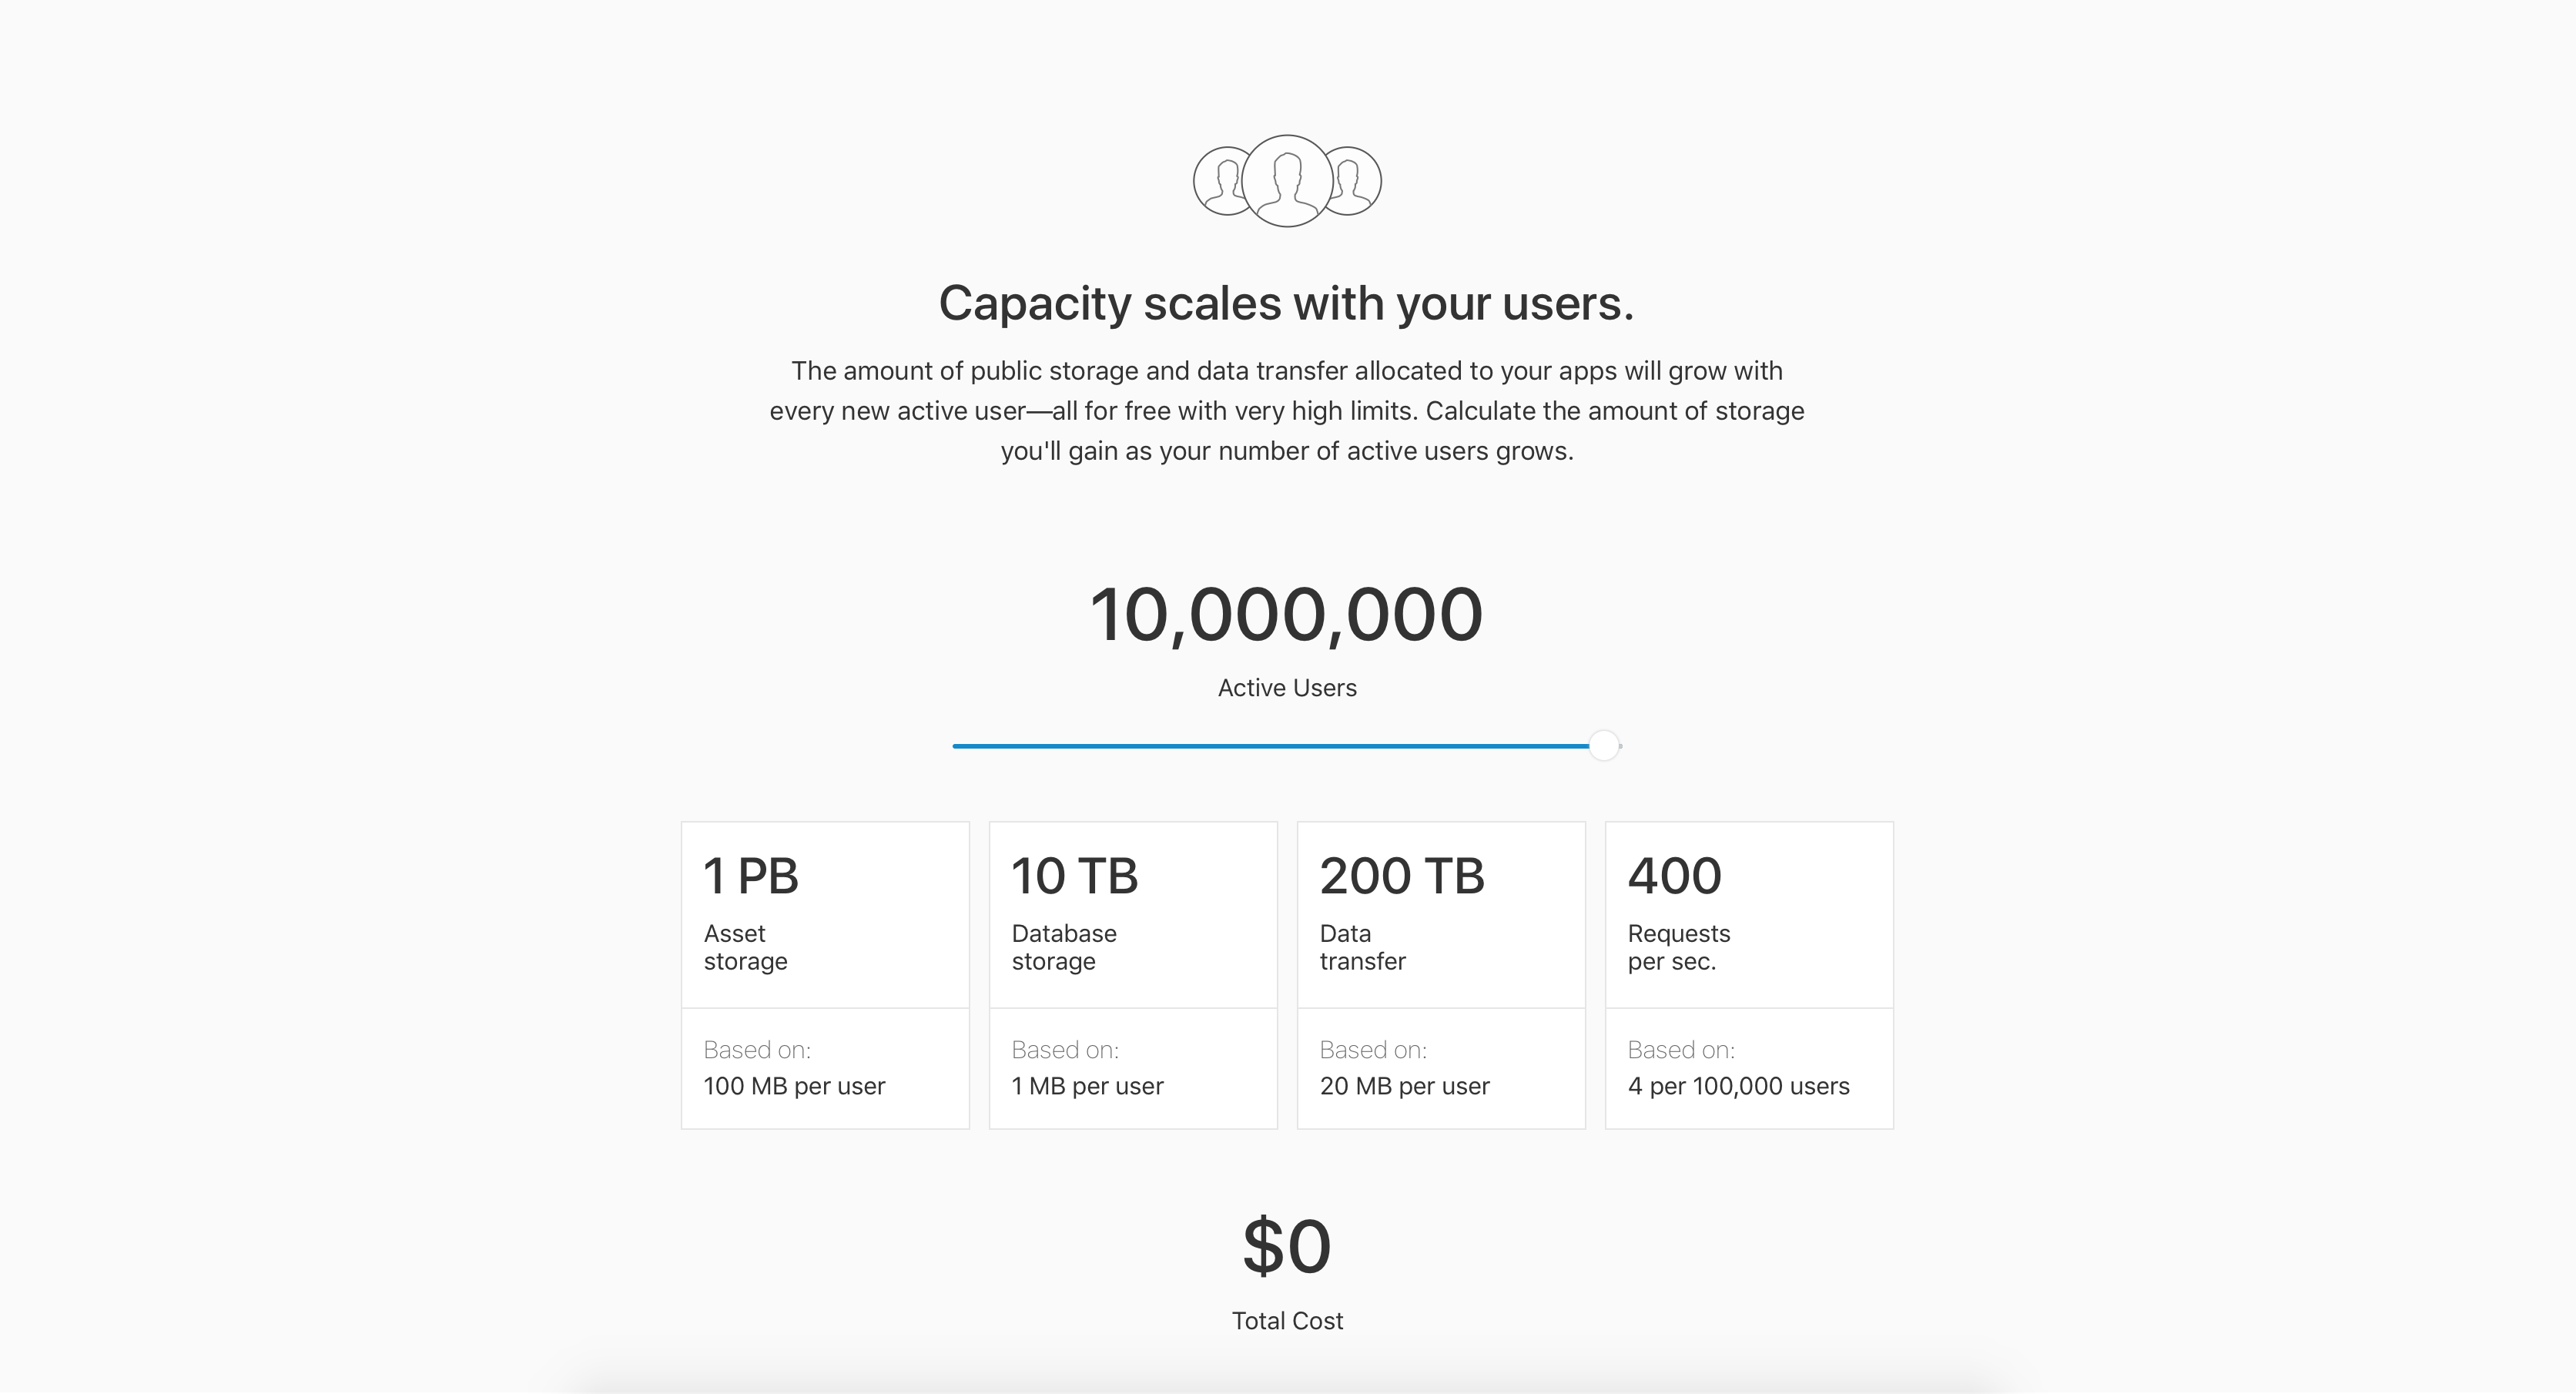 Capacity scales with your users.
The amount of public storage and data transfer allocated to your apps will grow with
every new active user—all for free with very high limits. Calculate the amount of storage
you'll gain as your number of active users grows.
10,000,000
Active Users
1 PB
Asset
storage
Based on:
100 MB per user
10 TB
Database
storage
Based on:
1 MB per user
200 TB
Data
transfer
Based on:
20 MB per user
400
Requests
per sec.
Based on:
4 per 100,000 users
$0
Total Cost